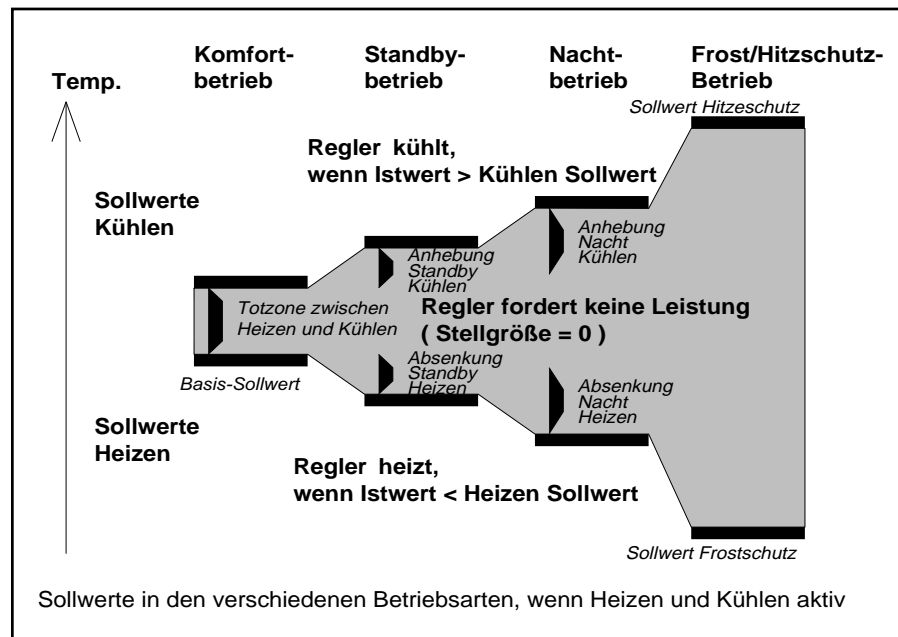 Komfort-
betrieb
Standby-
betrieb
Nacht-
betrieb
Frost/Hitzschutz-
Betrieb
Temp.
Sollwert Hitzeschutz
Regler kühlt,
wenn Istwert > Kühlen Sollwert
Sollwerte
Kühlen
Anhebung
Standby
Kühlen
Anhebung
Nacht
Kühlen
Totzone zwischen
Heizen und Kühlen
Regler fordert keine Leistung
( Stellgröße = 0 )
Basis-Sollwert
Absenkung
Standby
Heizen
Absenkung
Nacht
Heizen
Sollwerte
Heizen
Regler heizt,
wenn Istwert < Heizen Sollwert
Sollwert Frostschutz
Sollwerte in den verschiedenen Betriebsarten, wenn Heizen und Kühlen aktiv